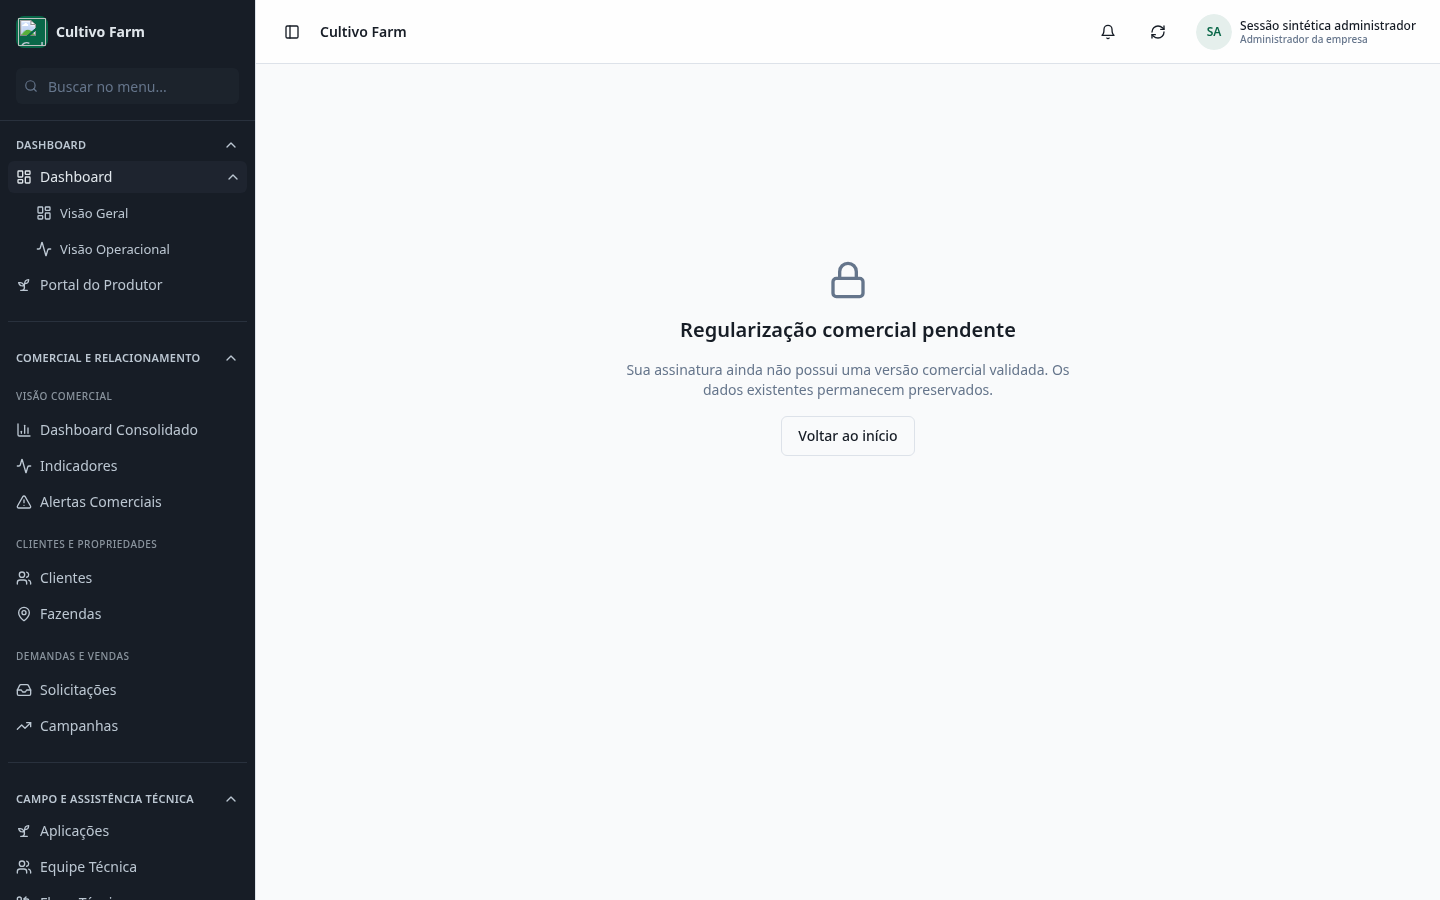 Cultivo Farm
Buscar no menu...
DASHBOARD
Dashboard
Visão Geral
Visão Operacional
Portal do Produtor
COMERCIAL E RELACIONAMENTO
VISÃO COMERCIAL
Dashboard Consolidado
Indicadores
Alertas Comerciais
CLIENTES E PROPRIEDADES
Clientes
Fazendas
DEMANDAS E VENDAS
Solicitações
Campanhas
CAMPO E ASSISTÊNCIA TÉCNICA
Aplicações
Equipe Técnica
Cultivo Farm
SA
Sessão sintética administrador
Administrador da empresa
Regularização comercial pendente
Sua assinatura ainda não possui uma versão comercial validada. Os
dados existentes permanecem preservados.
Voltar ao início